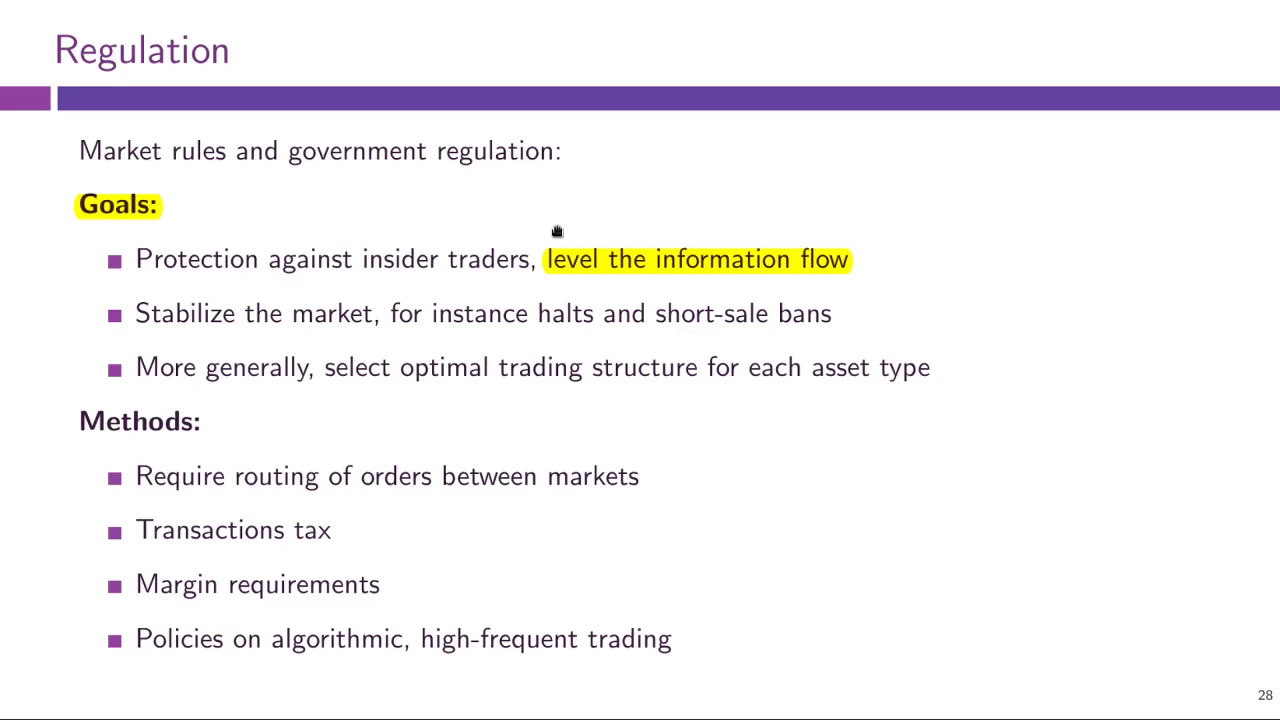 Regulation
Market rules and government regulation:
Goals:
Protection against insider traders, level the information flow
Stabilize the market, for instance halts and short-sale bans
More generally, select optimal trading structure for each asset type
Methods:
Require routing of orders between markets
Transactions tax
Margin requirements
Policies on algorithmic, high-frequent trading
28